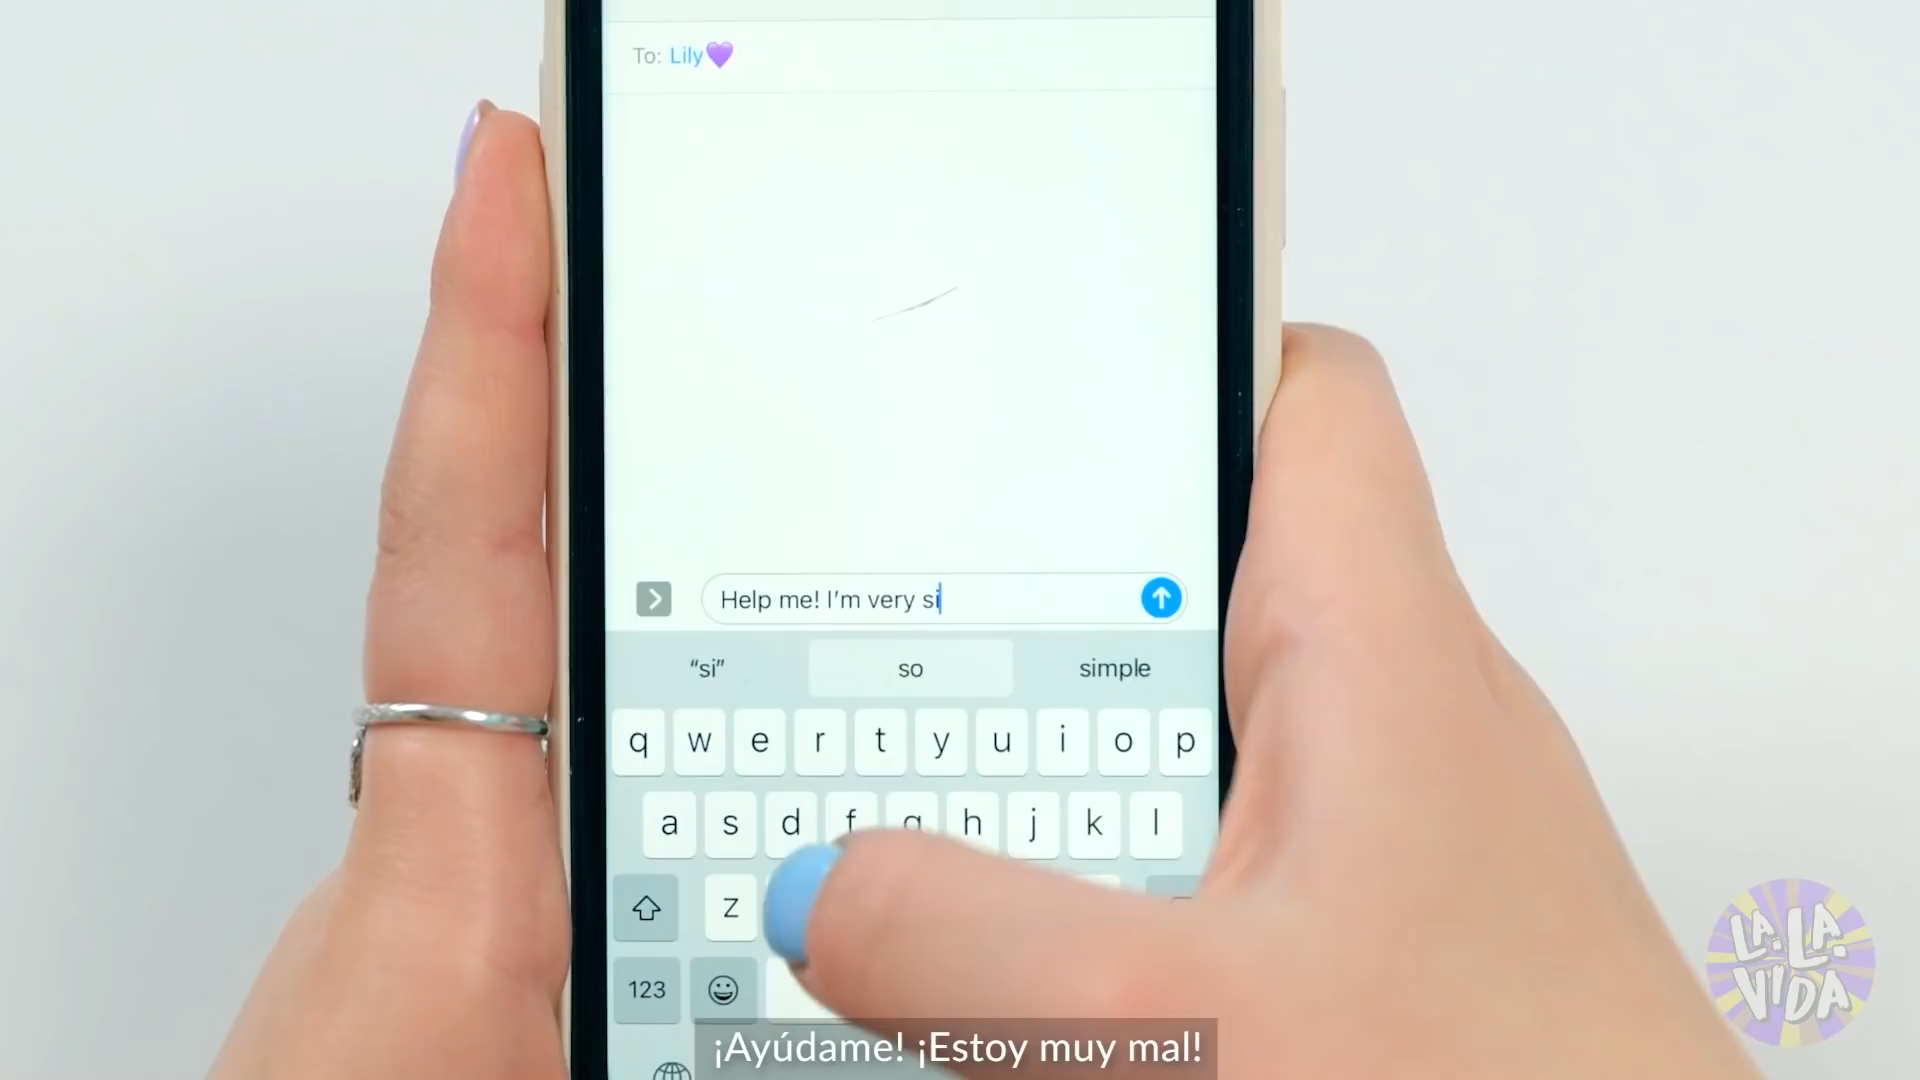 To: Lily💜
Help me! I'm very si
“si” so simple
q w e r t y u i o p
a s d f g h j k l
z
123
¡Ayúdame! ¡Estoy muy mal!
LA. LA.
VIDA